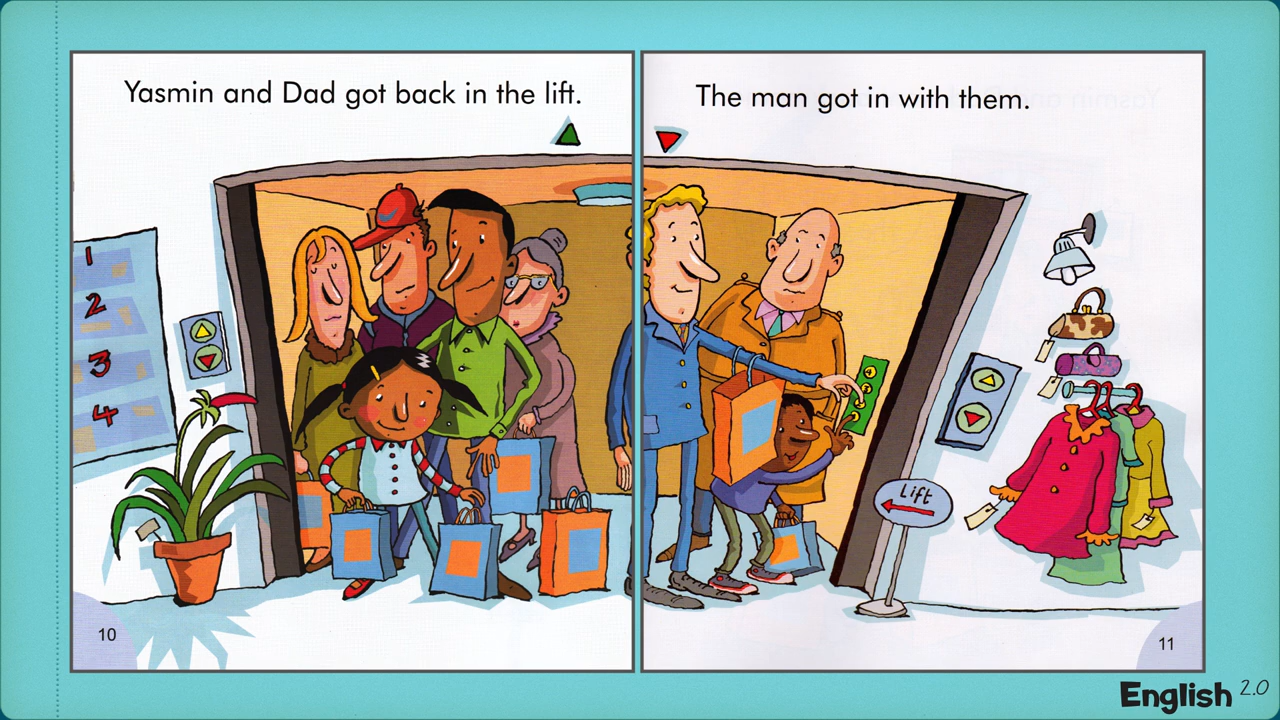 Yasmin and Dad got back in the lift.
The man got in with them.
1
2
3
4
Lift
10
11
English 2.0